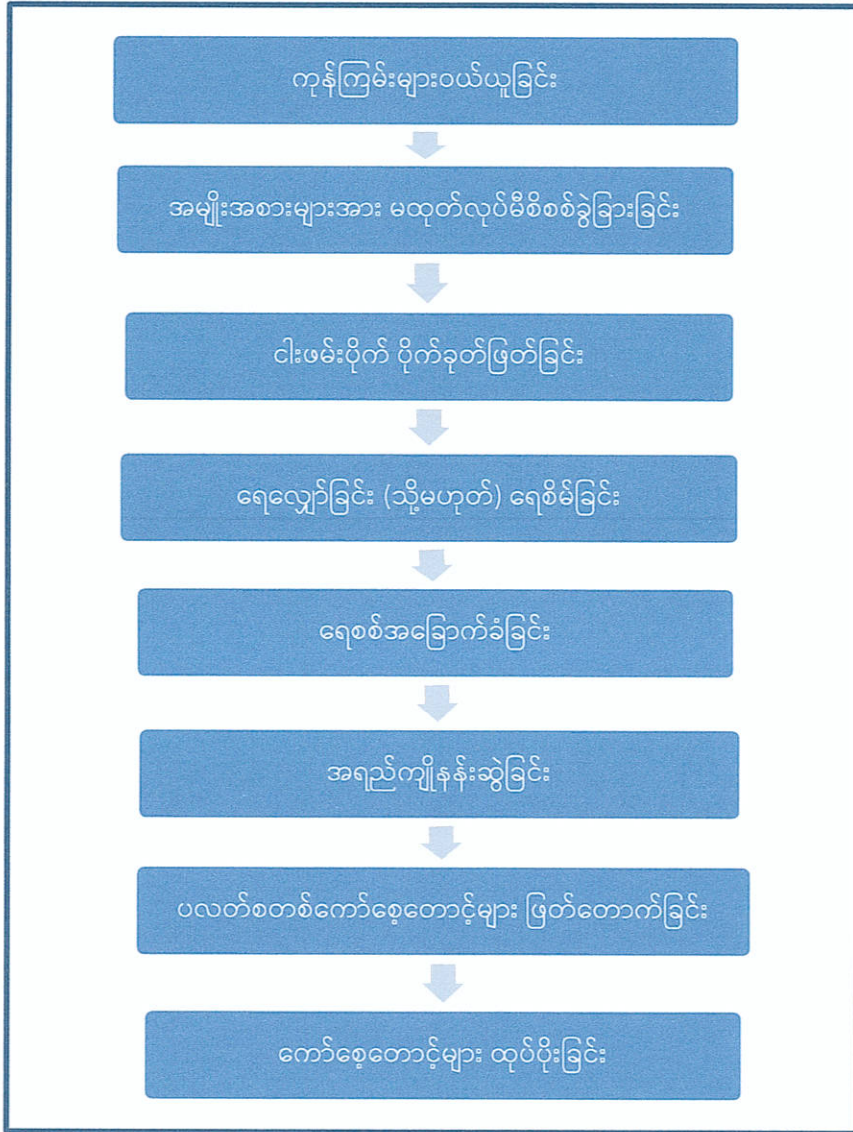 ကုန်ကြမ်းများဝယ်ယူခြင်း
အမျိုးအစားများအား မထုတ်လုပ်မီစိစစ်ခွဲခြားခြင်း
ငါးဖမ်းပိုက် ပိုက်ခုတ်ဖြတ်ခြင်း
ရေလျှော်ခြင်း (သို့မဟုတ်) ရေစိမ်ခြင်း
ရေစစ်အခြောက်ခံခြင်း
အရည်ကျိုနန်းဆွဲခြင်း
ပလတ်စတစ်ကော်စေ့တောင့်များ ဖြတ်တောက်ခြင်း
ကော်စေ့တောင့်များ ထုပ်ပိုးခြင်း